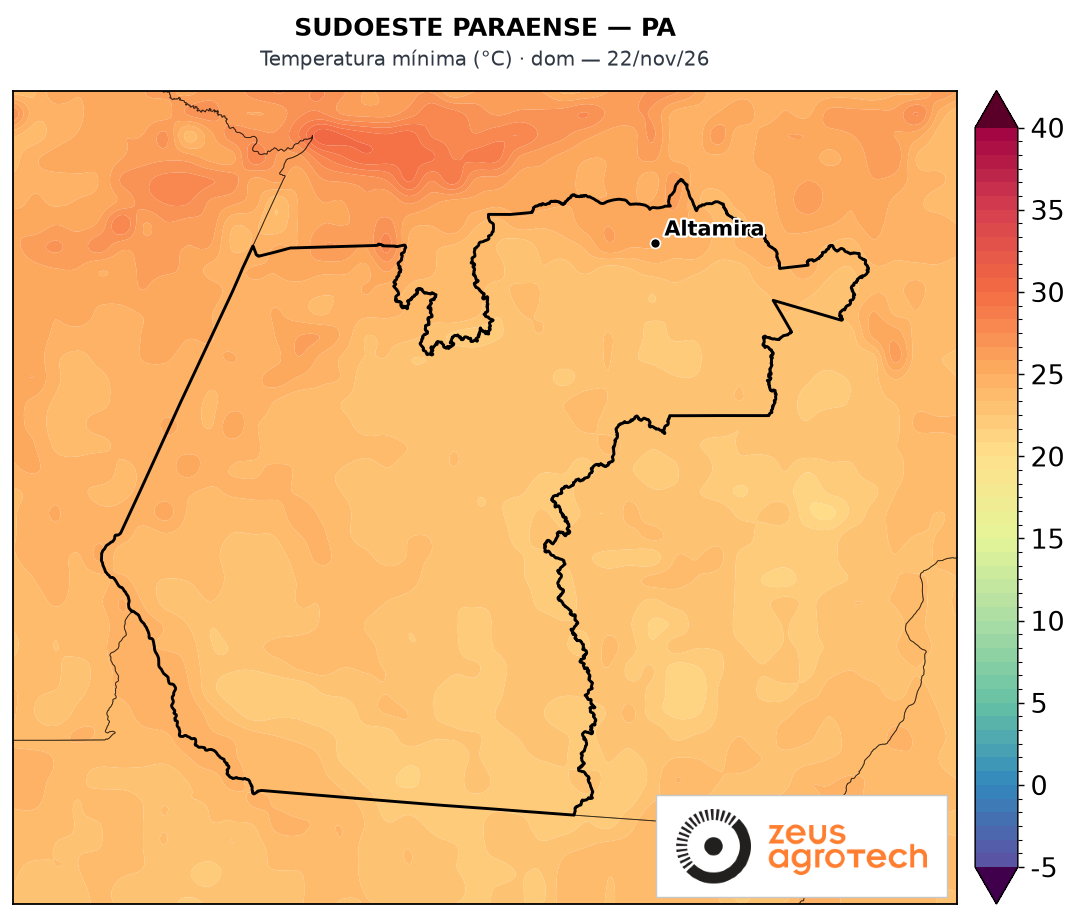 SUDOESTE PARAENSE — PA
Temperatura mínima (°C) · dom — 22/nov/26
Altamira
40
35
30
25
20
15
10
5
0
-5
zeus
agrotech